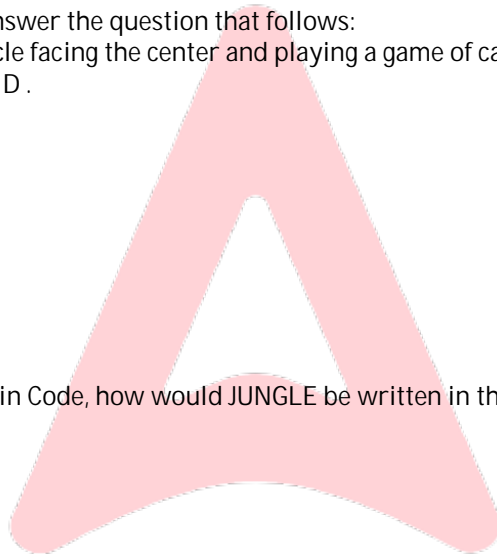 nswer the question that follows:
cle facing the center and playing a game of ca
D .
in Code, how would JUNGLE be written in th